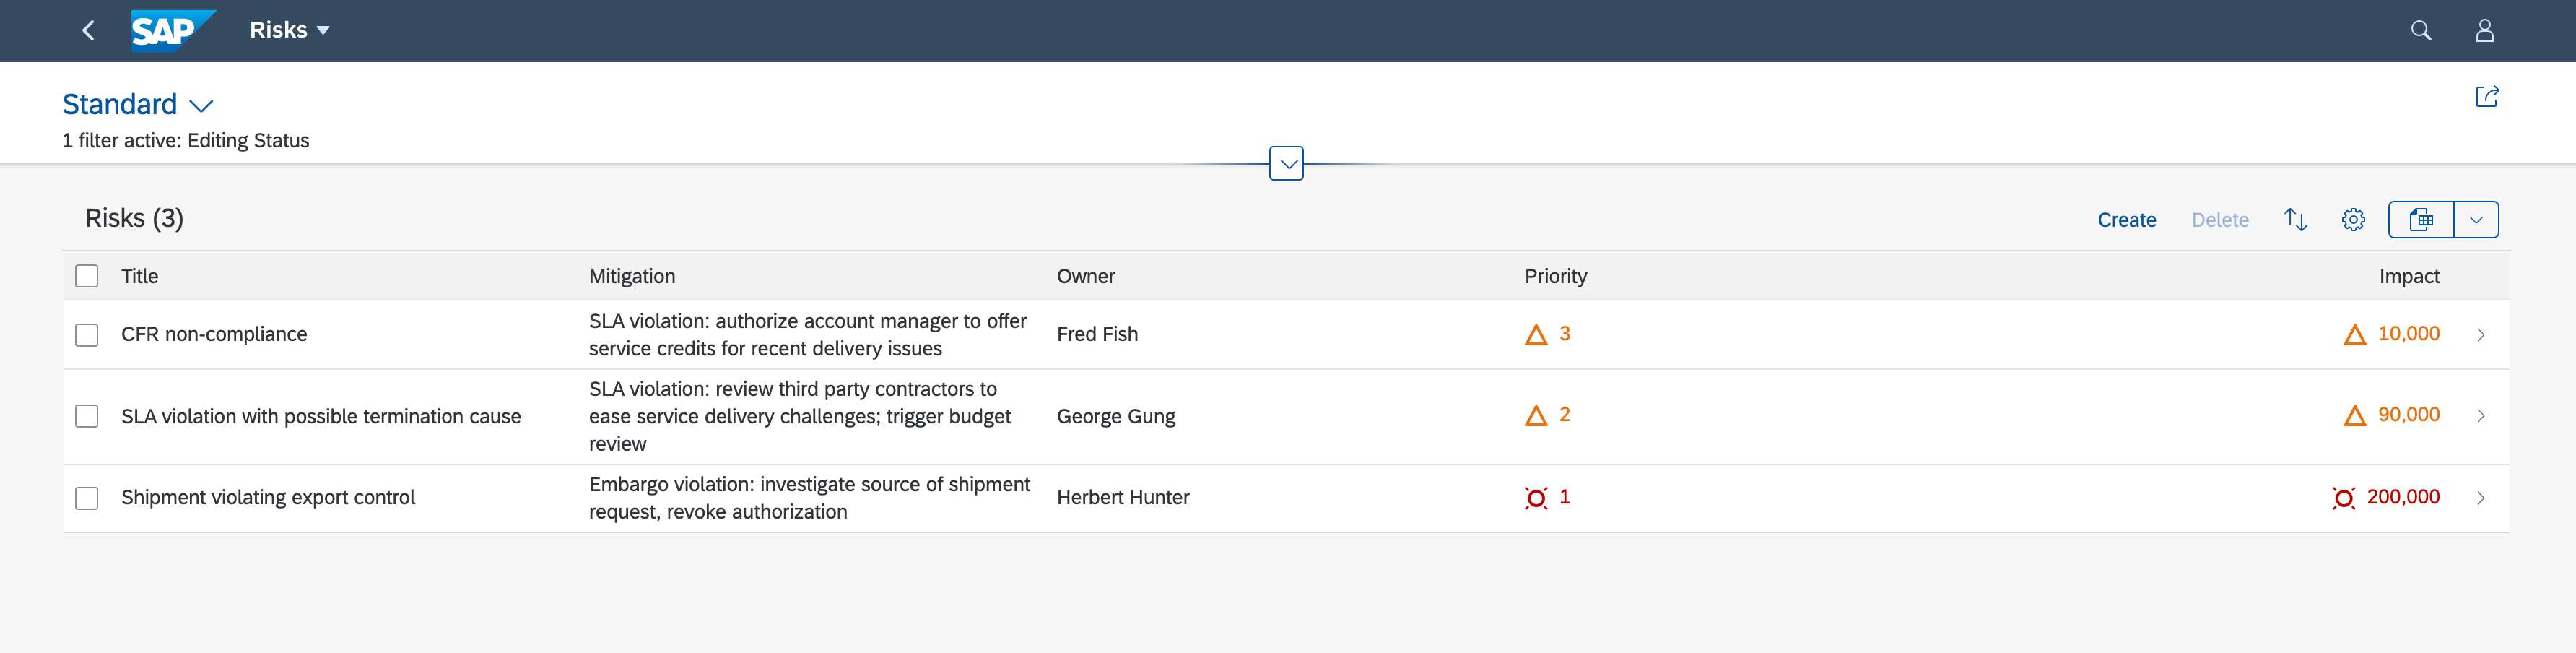 SAP Risks
Standard
1 filter active: Editing Status
Risks (3)
Create Delete
Title Mitigation Owner Priority Impact
CFR non-compliance
SLA violation: authorize account manager to offer
service credits for recent delivery issues
Fred Fish
3
10,000
SLA violation with possible termination cause
SLA violation: review third party contractors to
ease service delivery challenges; trigger budget
review
George Gung
2
90,000
Shipment violating export control
Embargo violation: investigate source of shipment
request, revoke authorization
Herbert Hunter
1
200,000